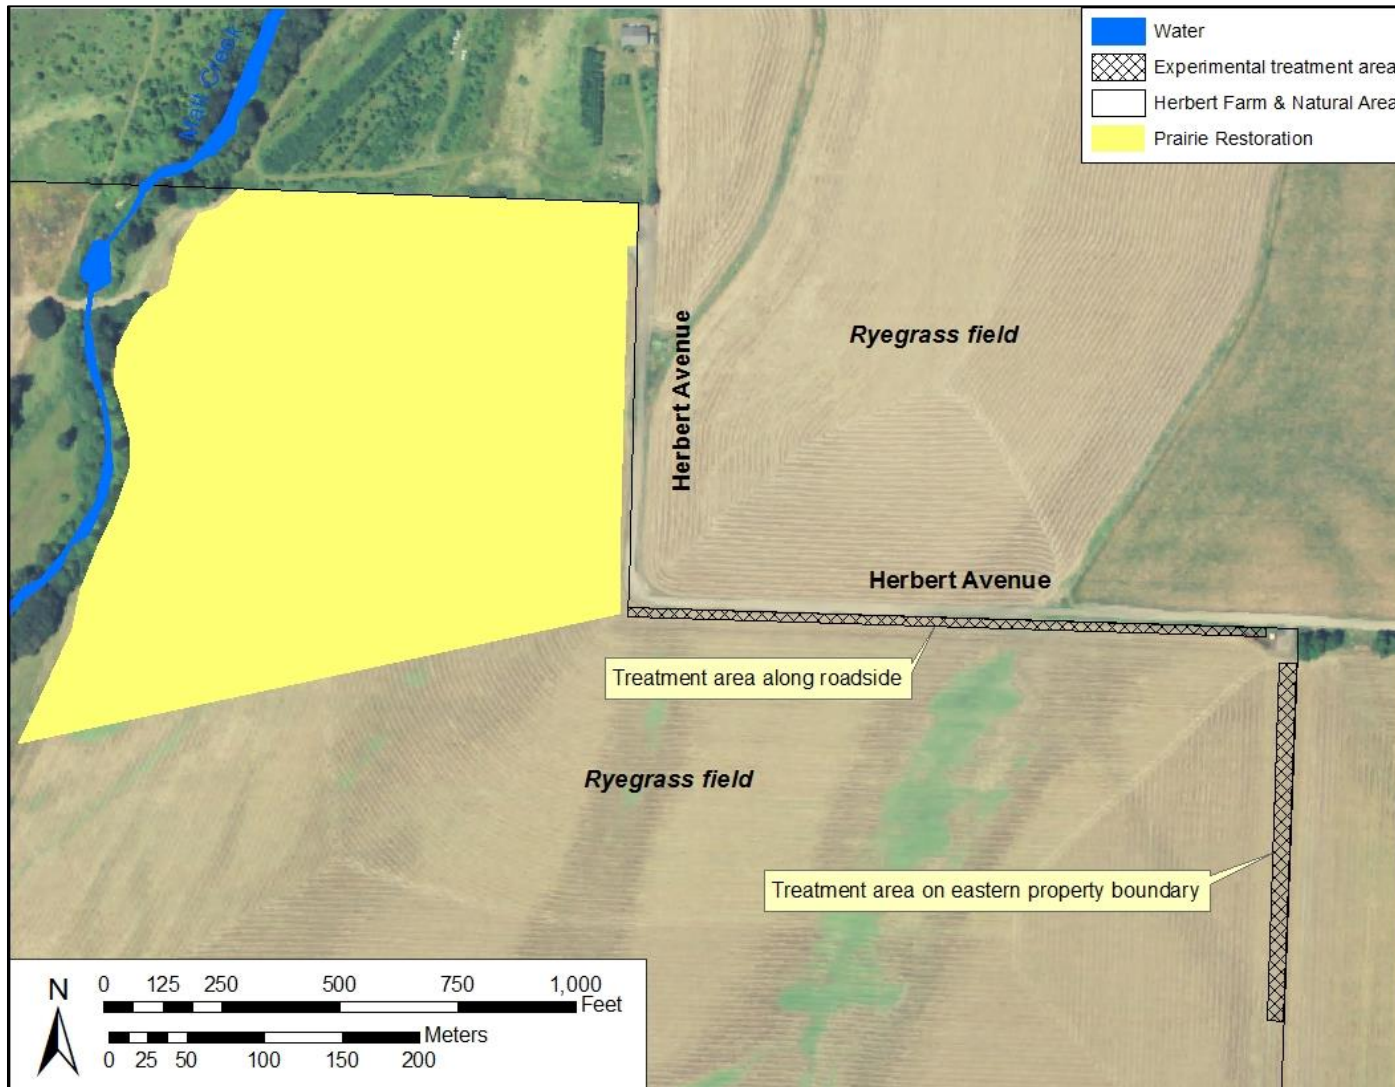 Water
Experimental treatment area
Herbert Farm & Natural Area
Prairie Restoration
Creek
Ryegrass field
Herbert Avenue
Herbert Avenue
Treatment area along roadside
Ryegrass field
Treatment area on eastern property boundary
N
0 125 250 500 750 1,000
Feet
Meters
0 25 50 100 150 200